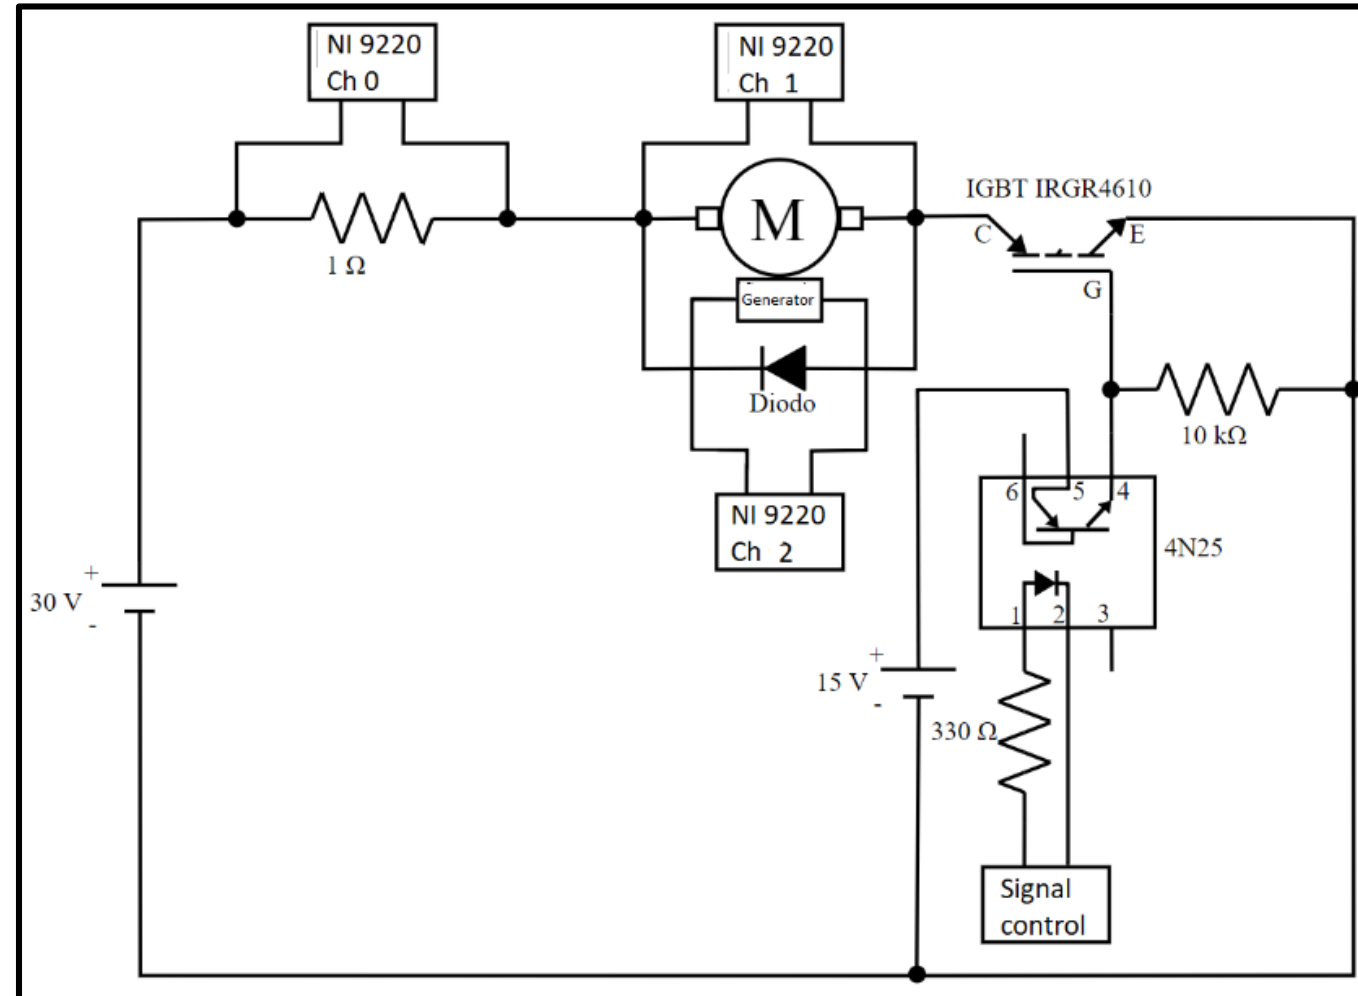 NI 9220
Ch 0
NI 9220
Ch 1
IGBT IRGR4610
C
E
G
M
1 Ω
Generator
Diodo
10 kΩ
NI 9220
Ch 2
6
5
4
4N25
1
2
3
+
30 V
-
+
15 V
-
330 Ω
Signal
control